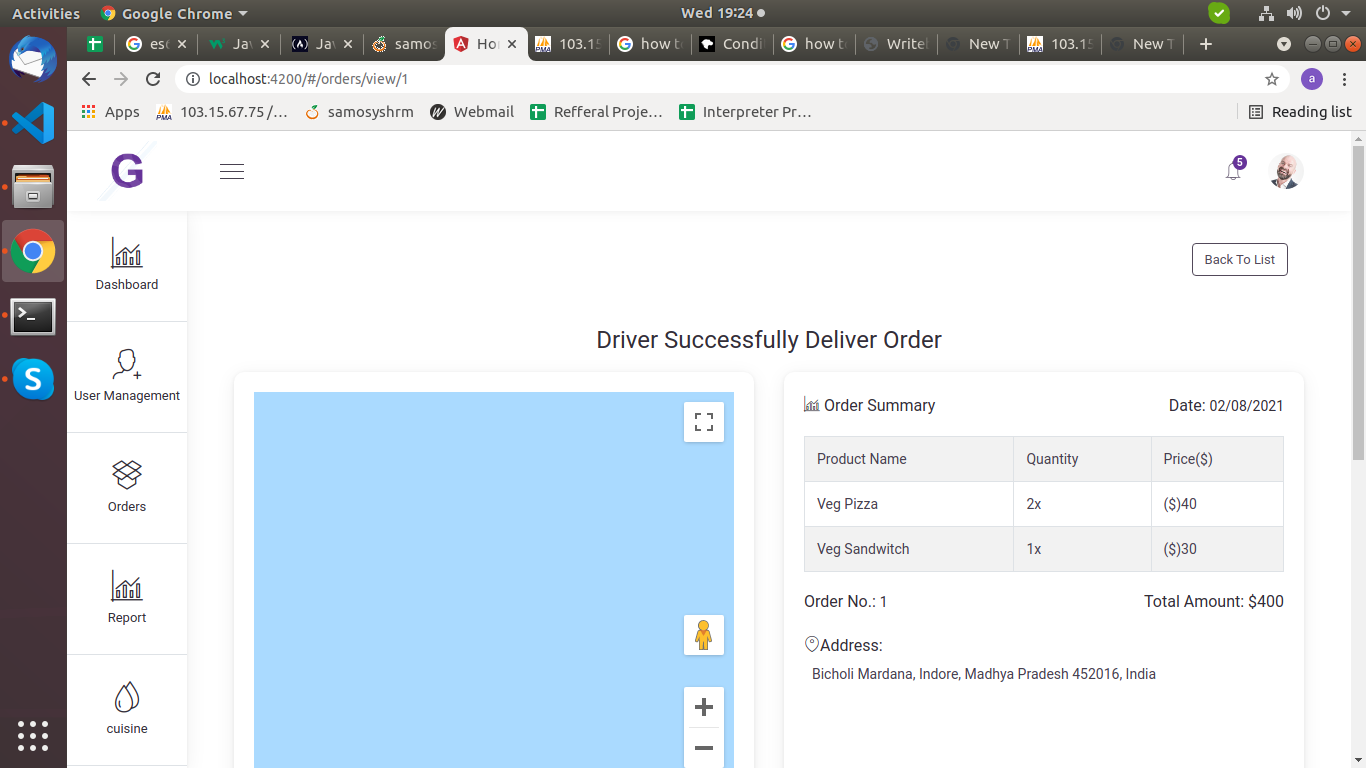 Activities Google Chrome Wed 19:24
Jav Jav samos Hor 103.15 how to Condi how to Writel New T 103.15 New T
localhost:4200/#/orders/view/1 a
Apps PMA 103.15.67.75 /… samosyshrm Webmail Refferal Proje… Interpreter Pr… Reading list
G 5
Back To List
Dashboard
Driver Successfully Deliver Order
User Management
Order Summary Date: 02/08/2021
Product Name Quantity Price($)
Veg Pizza 2x ($)40
Orders
Veg Sandwitch 1x ($)30
Order No.: 1 Total Amount: $400
Report
Address:
Bicholi Mardana, Indore, Madhya Pradesh 452016, India
cuisine